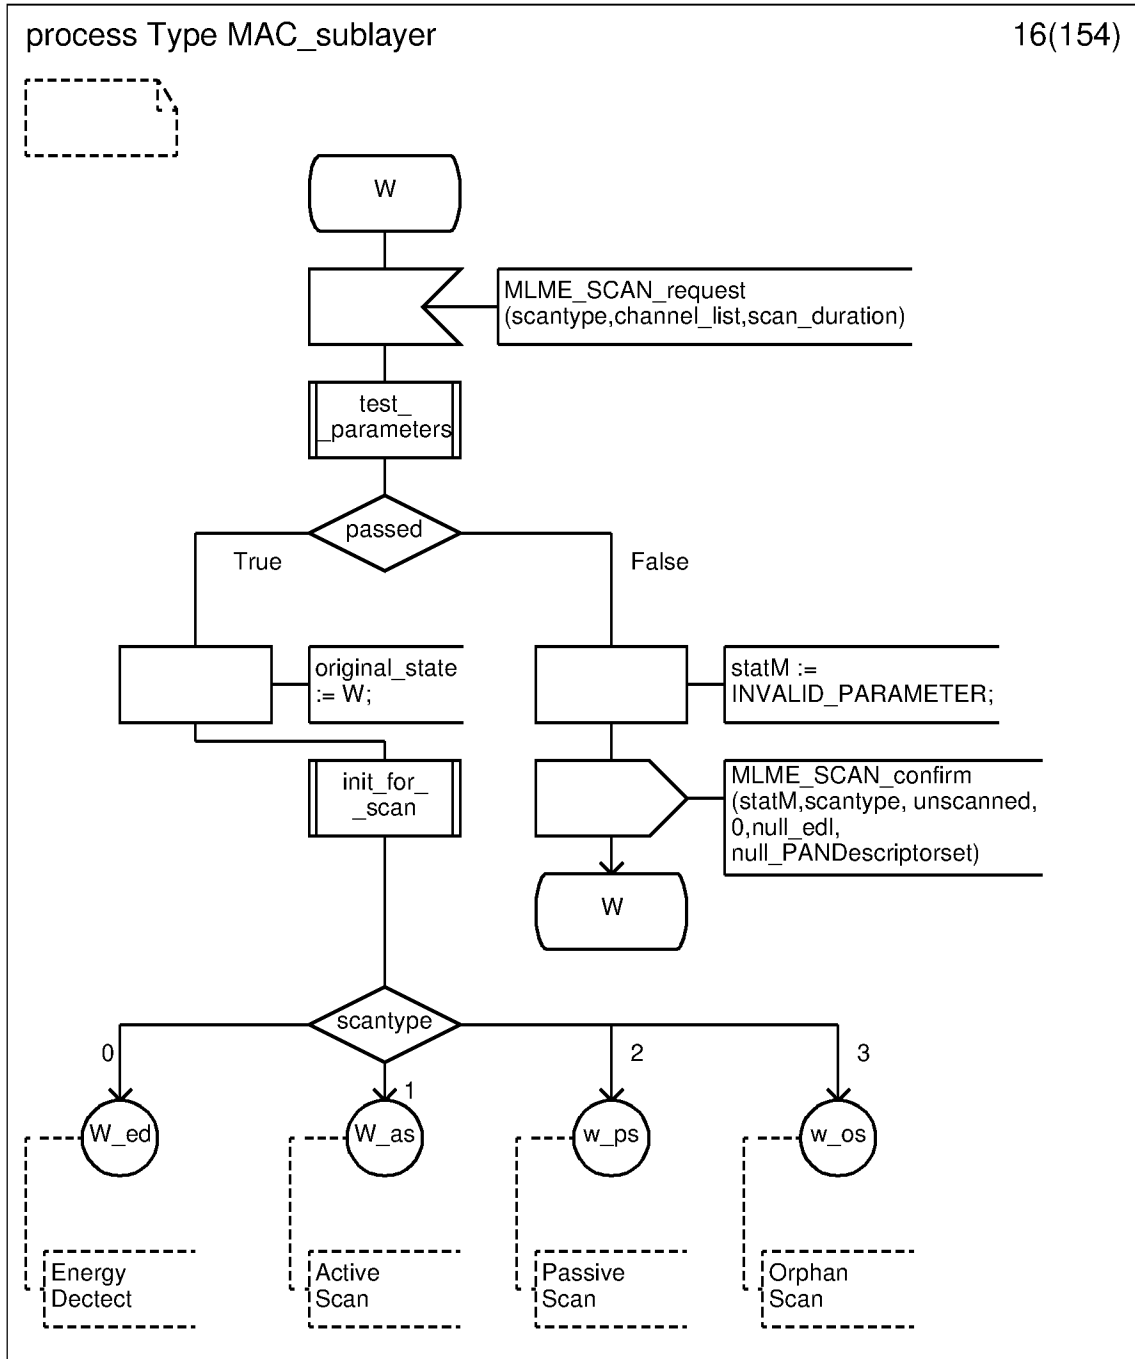 process Type MAC_sublayer
16(154)
W
MLME_SCAN_request
(scantype,channel_list,scan_duration)
test_
_parameters
passed
True
False
original_state
:= W;
statM :=
INVALID_PARAMETER;
init_for_
_scan
MLME_SCAN_confirm
(statM,scantype, unscanned,
0,null_edl,
null_PANDescriptorset)
W
scantype
0
1
2
3
W_ed
W_as
w_ps
w_os
Energy
Dectect
Active
Scan
Passive
Scan
Orphan
Scan